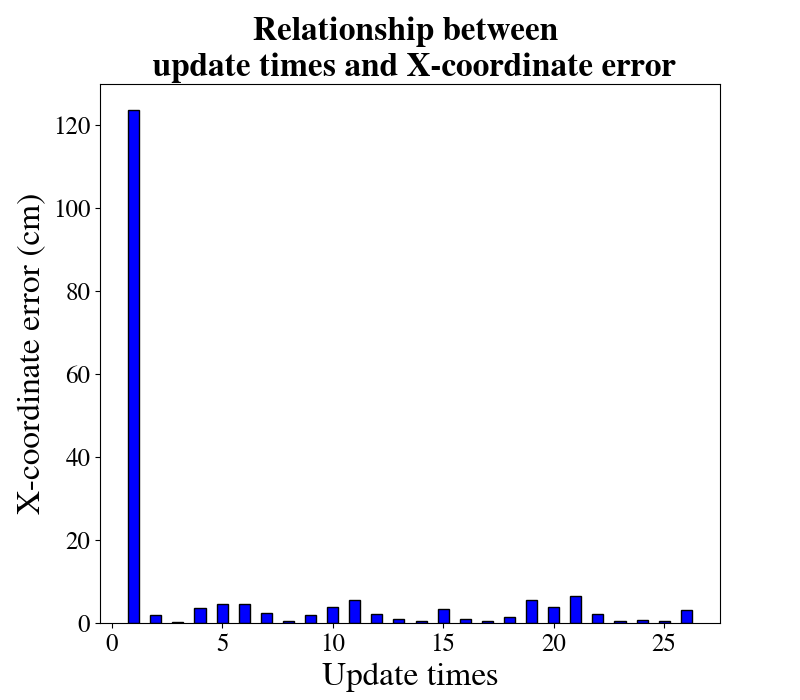 Relationship between
update times and X-coordinate error
X-coordinate error (cm)
120
100
80
60
40
20
0
0 5 10 15 20 25
Update times